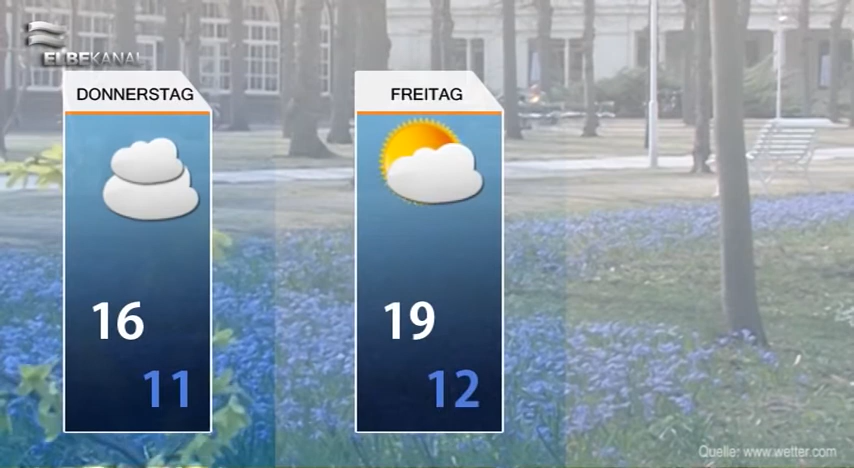 ELBEKANAL
DONNERSTAG
FREITAG
16
19
11
12
Quelle: www.wetter.com